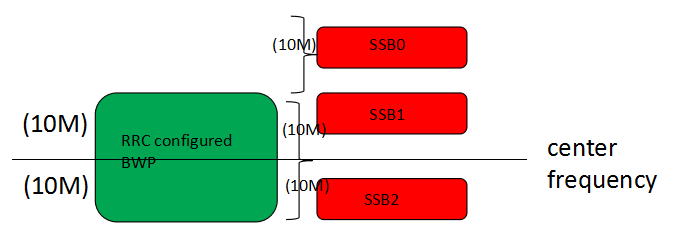 (10M)
SSB0
(10M)
SSB1
(10M)
RRC configured
BWP
center
frequency
(10M)
(10M)
SSB2